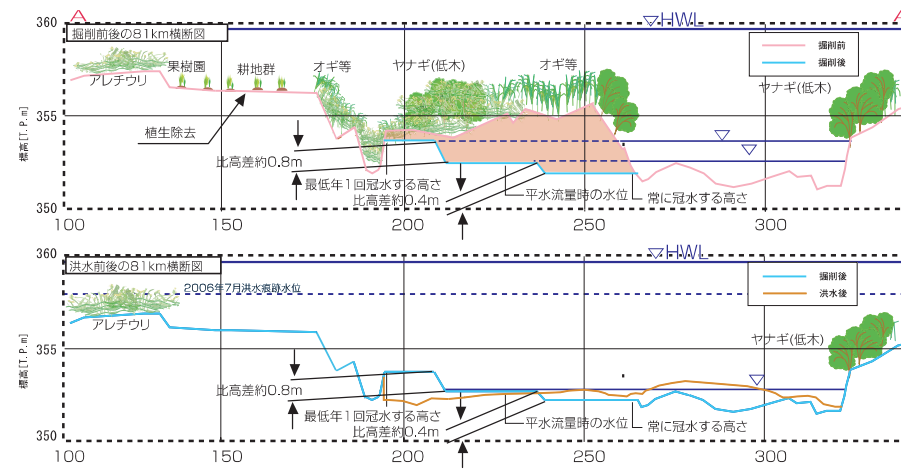 360
掘削前後の81km横断図
HWL
掘削前
掘削後
果樹園
耕地群
オギ等
ヤナギ(低木)
オギ等
アレチウリ
ヤナギ(低木)
355
植生除去
標高[T.P.m]
比高差約0.8m
最低年1回冠水する高さ
比高差約0.4m
平水流量時の水位
常に冠水する高さ
350
100
150
200
250
300
360
洪水前後の81km横断図
HWL
掘削後
洪水後
2006年7月洪水痕跡水位
アレチウリ
ヤナギ(低木)
355
標高[T.P.m]
比高差約0.8m
最低年1回冠水する高さ
比高差約0.4m
平水流量時の水位
常に冠水する高さ
350
100
150
200
250
300